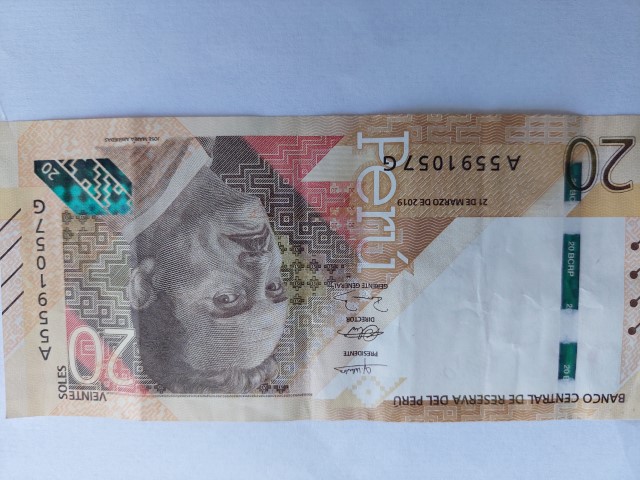 BANCO CENTRAL DE RESERVA DEL PERÚ
VEINTE
SOLES
20
PRESIDENTE
DIRECTOR
GERENTE GENERAL
20 BCRP
Perú
A5591057G
21 DE MARZO DE 2019
20
A5591057G
20
JOSÉ MARÍA ARGUEDAS